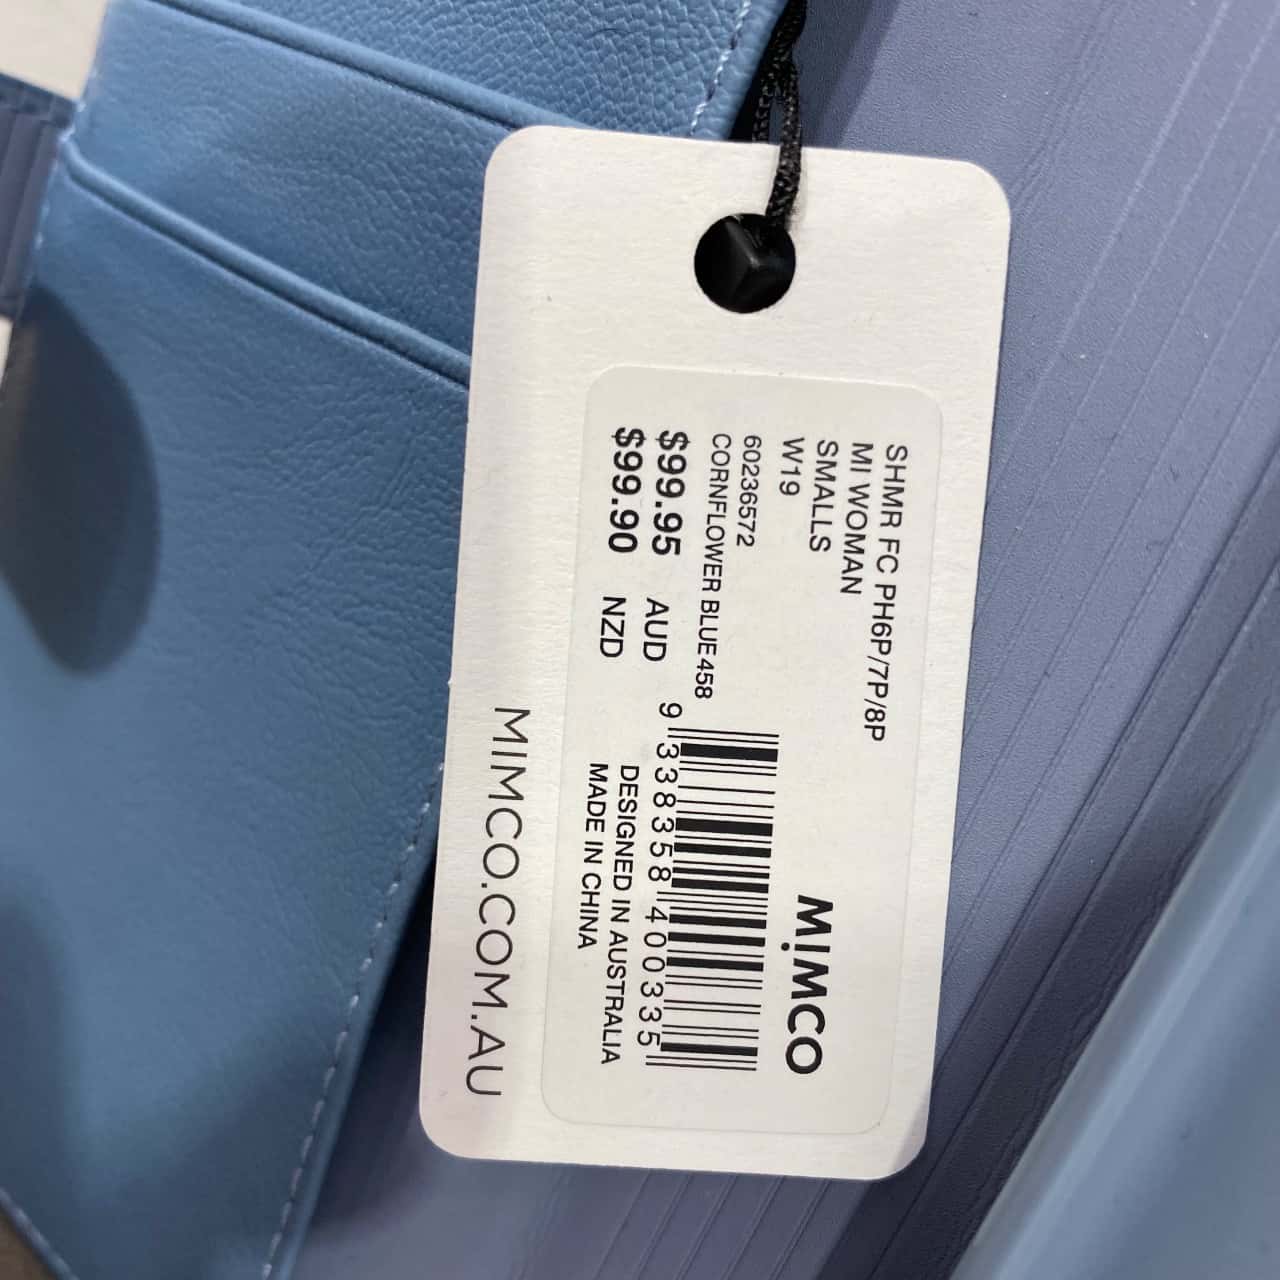 SHMR FC PH6P/7P/8P
MI WOMAN
SMALLS
W19
MIMCO
60236572
CORNFLOWER BLUE 458
$99.95 AUD
$99.90 NZD
9 338358 400335
DESIGNED IN AUSTRALIA
MADE IN CHINA
MIMCO.COM.AU